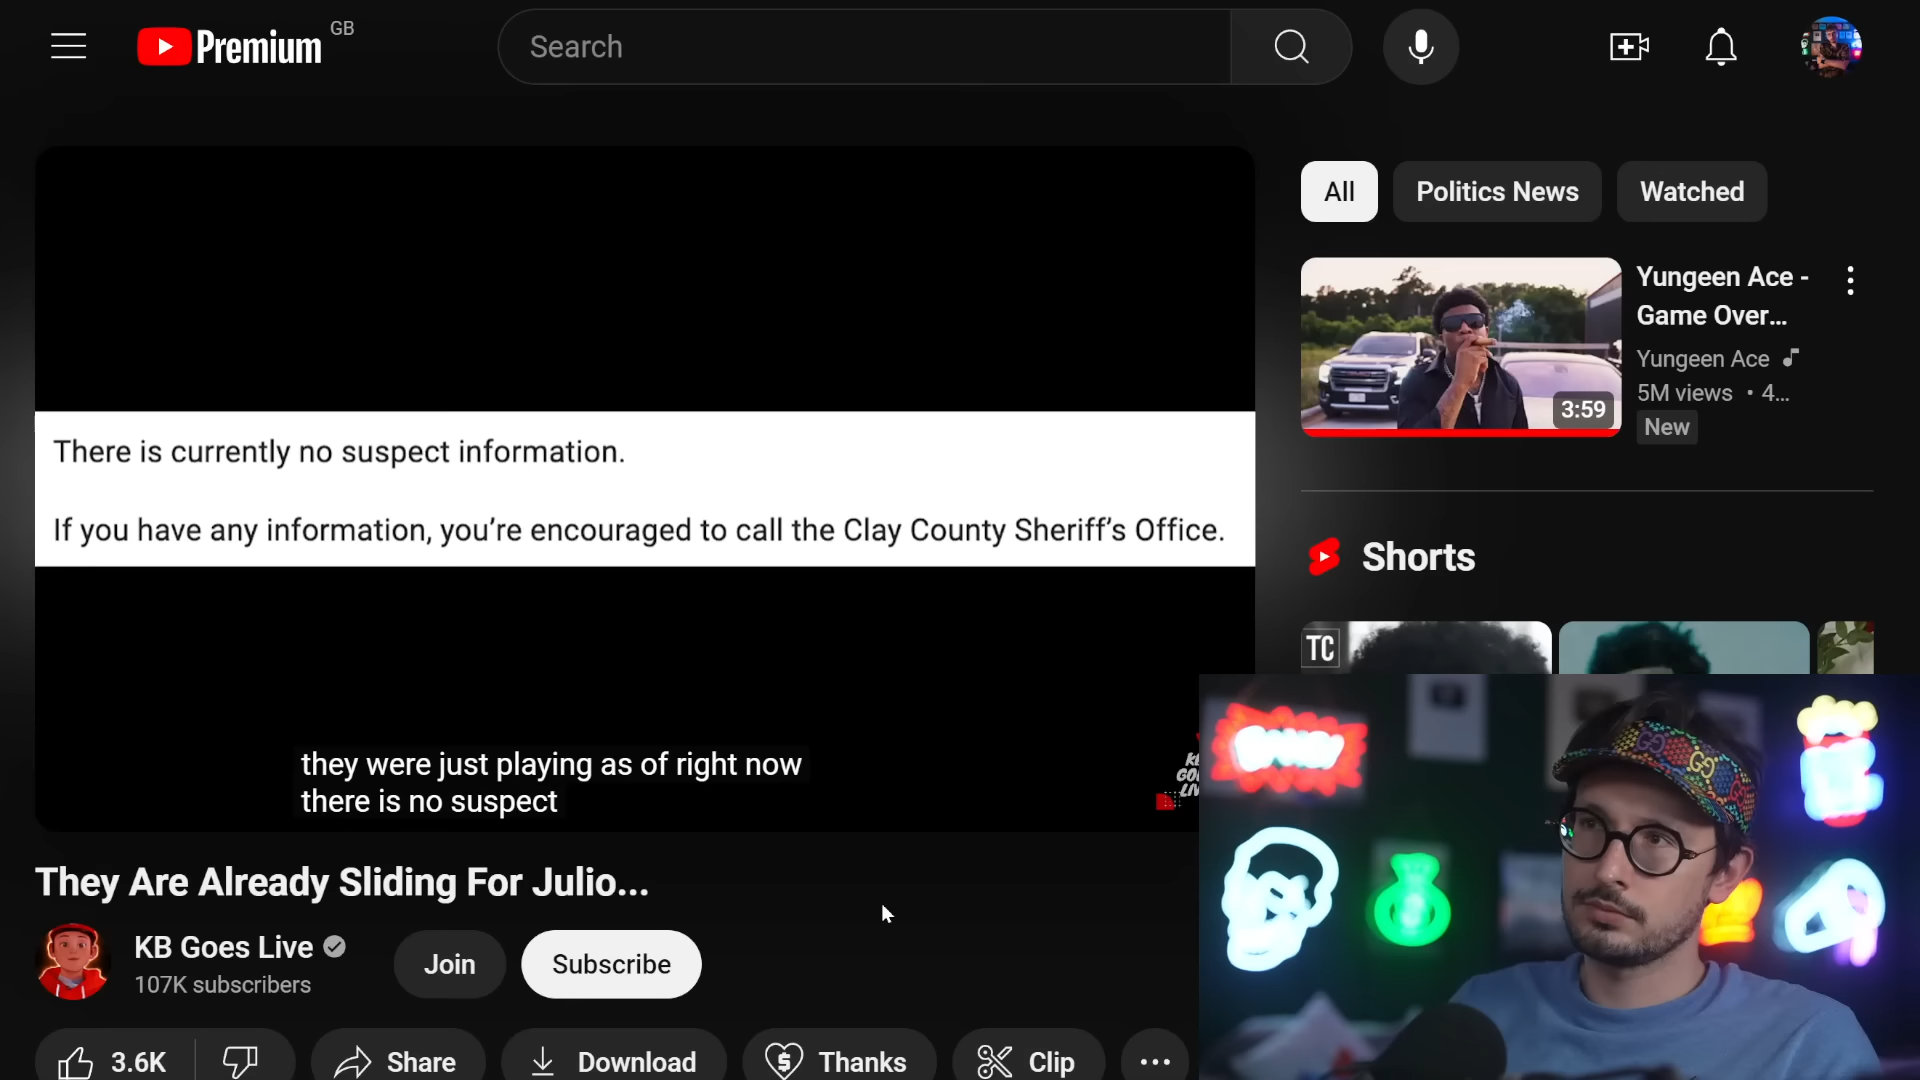 Premium GB
Search
There is currently no suspect information.
If you have any information, you’re encouraged to call the Clay County Sheriff’s Office.
they were just playing as of right now
there is no suspect
They Are Already Sliding For Julio...
KB Goes Live
107K subscribers
Join
Subscribe
3.6K
Share
Download
Thanks
Clip
All
Politics News
Watched
3:59
Yungeen Ace -
Game Over...
Yungeen Ace
5M views • 4...
New
Shorts
TC